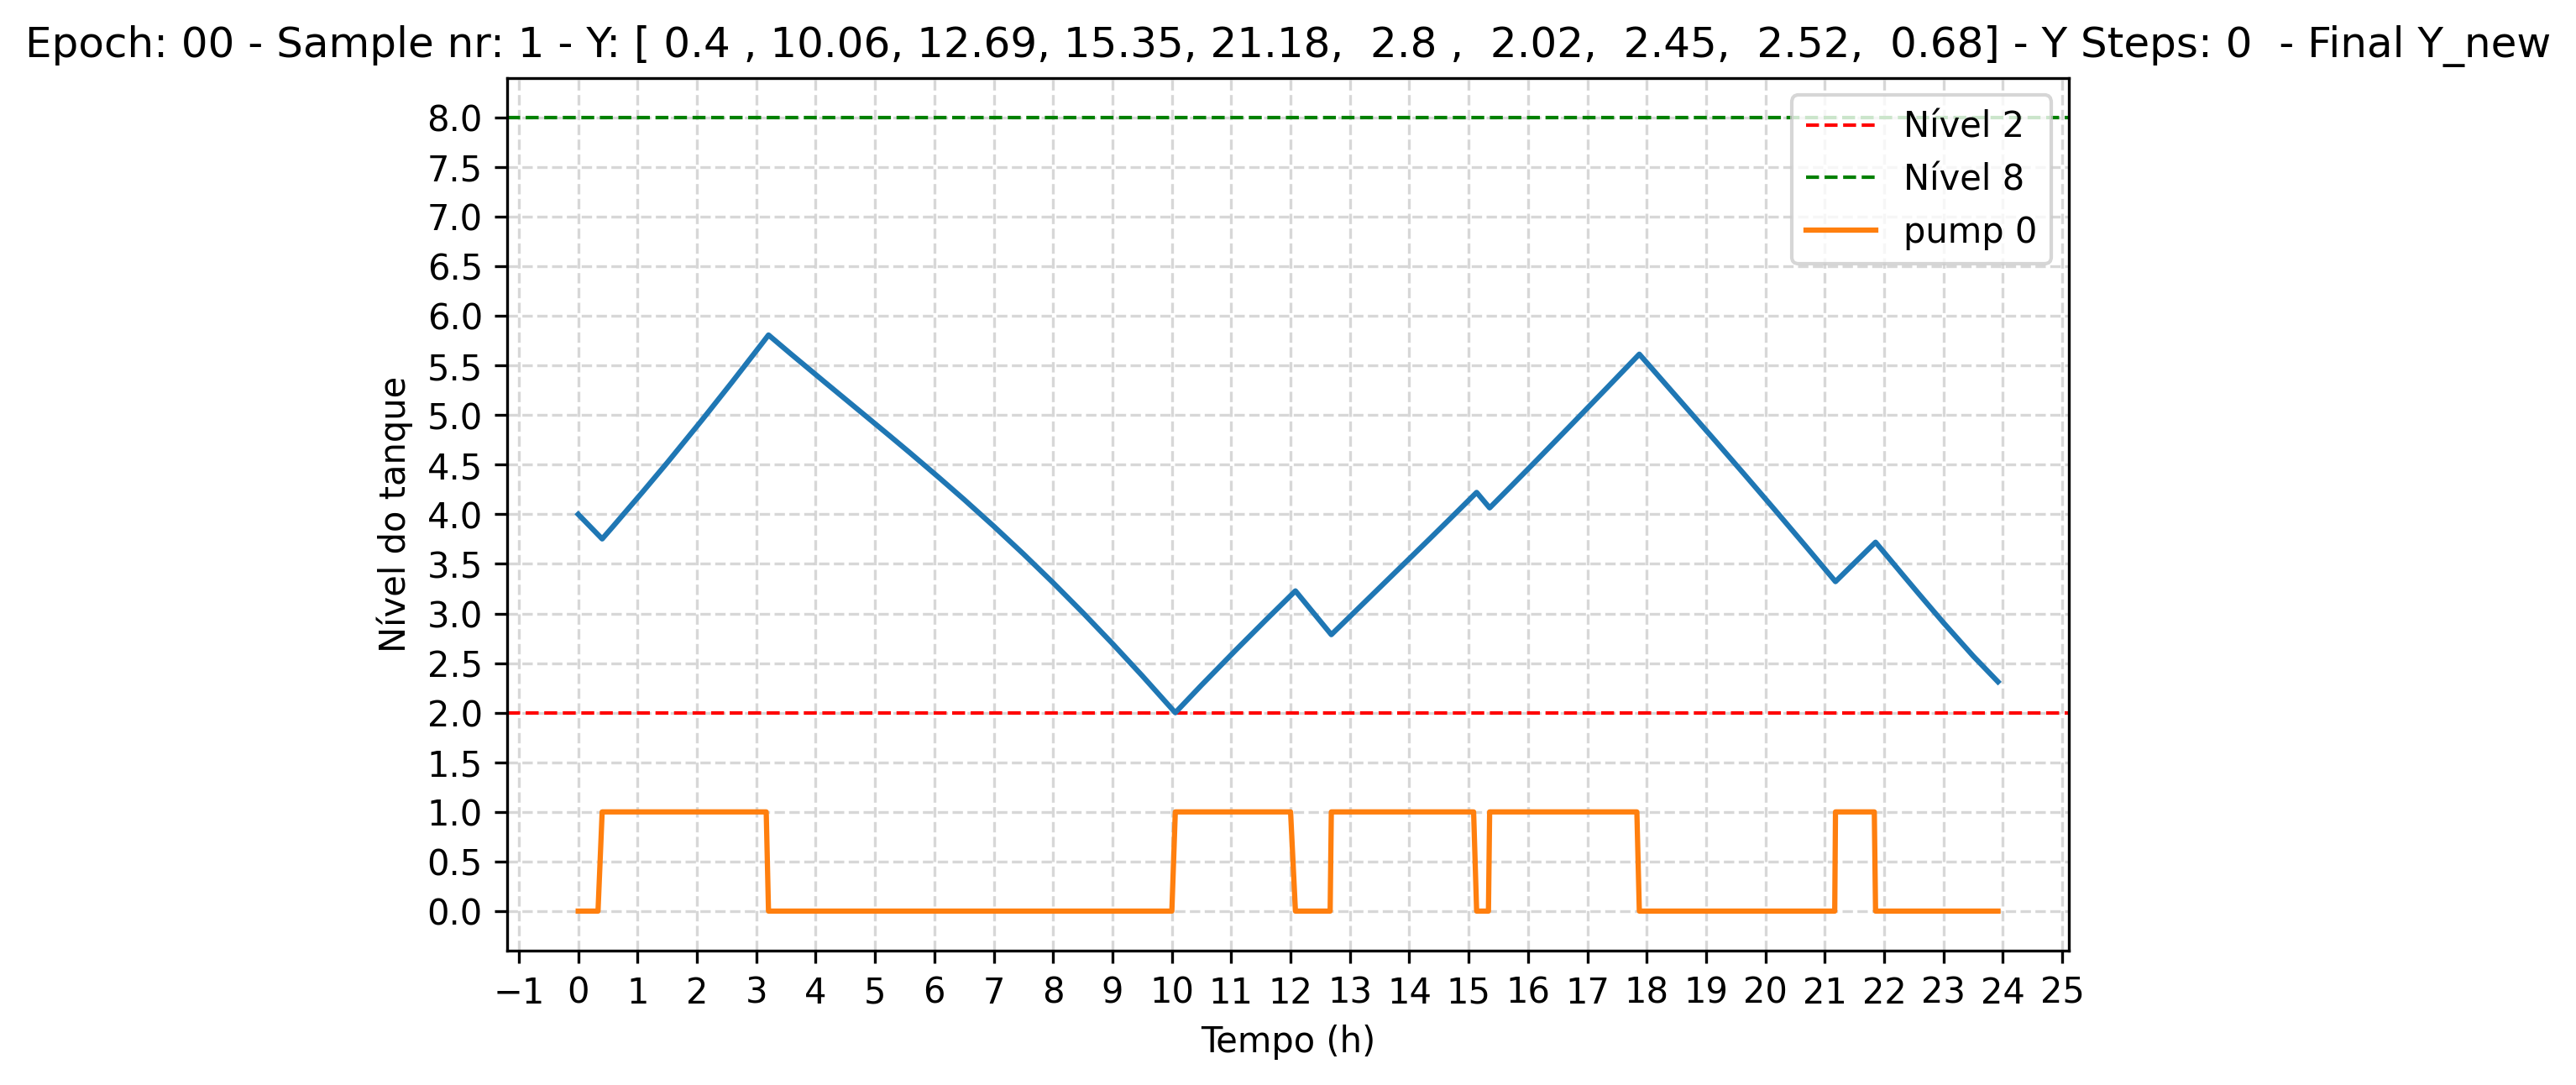 Epoch: 00 - Sample nr: 1 - Y: [ 0.4 , 10.06, 12.69, 15.35, 21.18,  2.8 ,  2.02,  2.45,  2.52,  0.68] - Y Steps: 0  - Final Y_new
Nível 2
Nível 8
pump 0
Nível do tanque
8.0
7.5
7.0
6.5
6.0
5.5
5.0
4.5
4.0
3.5
3.0
2.5
2.0
1.5
1.0
0.5
0.0
−1 0 1 2 3 4 5 6 7 8 9 10 11 12 13 14 15 16 17 18 19 20 21 22 23 24 25
Tempo (h)